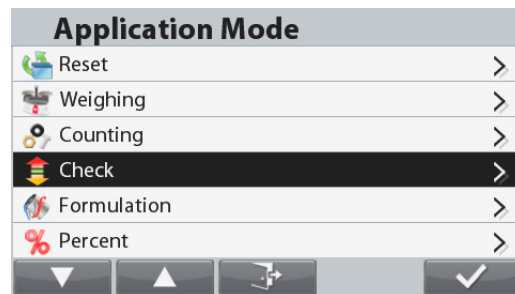 Application Mode
Reset
Weighing
Counting
Check
Formulation
Percent